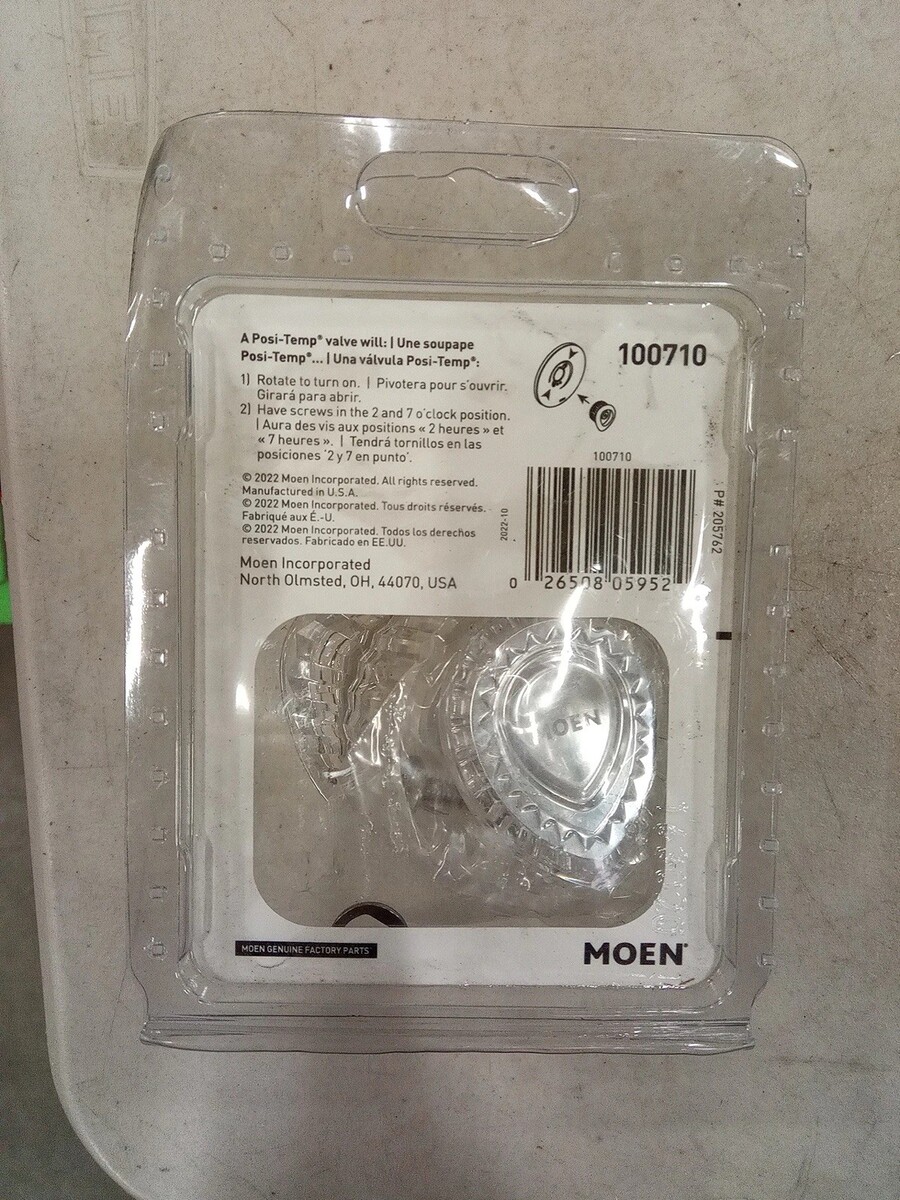 A Posi-Temp® valve will: | Une soupape
Posi-Temp®... | Una válvula Posi-Temp®:
1) Rotate to turn on. | Pivotera pour s'ouvrir.
Girará para abrir.
2) Have screws in the 2 and 7 o'clock position.
| Aura des vis aux positions « 2 heures » et
« 7 heures ». | Tendrá tornillos en las
posiciones '2 y 7 en punto'.
© 2022 Moen Incorporated. All rights reserved.
Manufactured in U.S.A.
© 2022 Moen Incorporated. Tous droits réservés.
Fabriqué aux É.-U.
© 2022 Moen Incorporated. Todos los derechos
reservados. Fabricado en EE.UU.
Moen Incorporated
North Olmsted, OH, 44070, USA
100710
100710
2022-10
P# 205762
0 26508 05952
MOEN
MOEN GENUINE FACTORY PARTS™
MOEN®